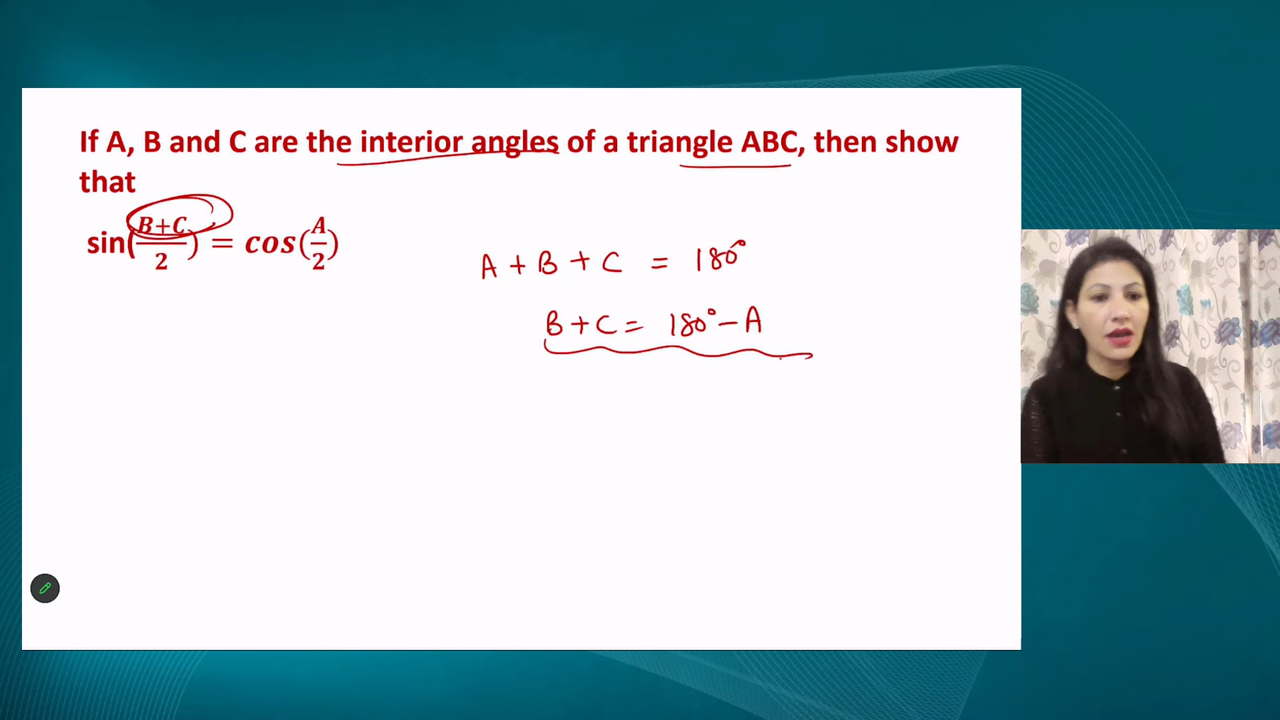 If A, B and C are the interior angles of a triangle ABC, then show
that
sin(B+C/2) = cos(A/2)
A + B + C = 180°
B + C = 180° - A